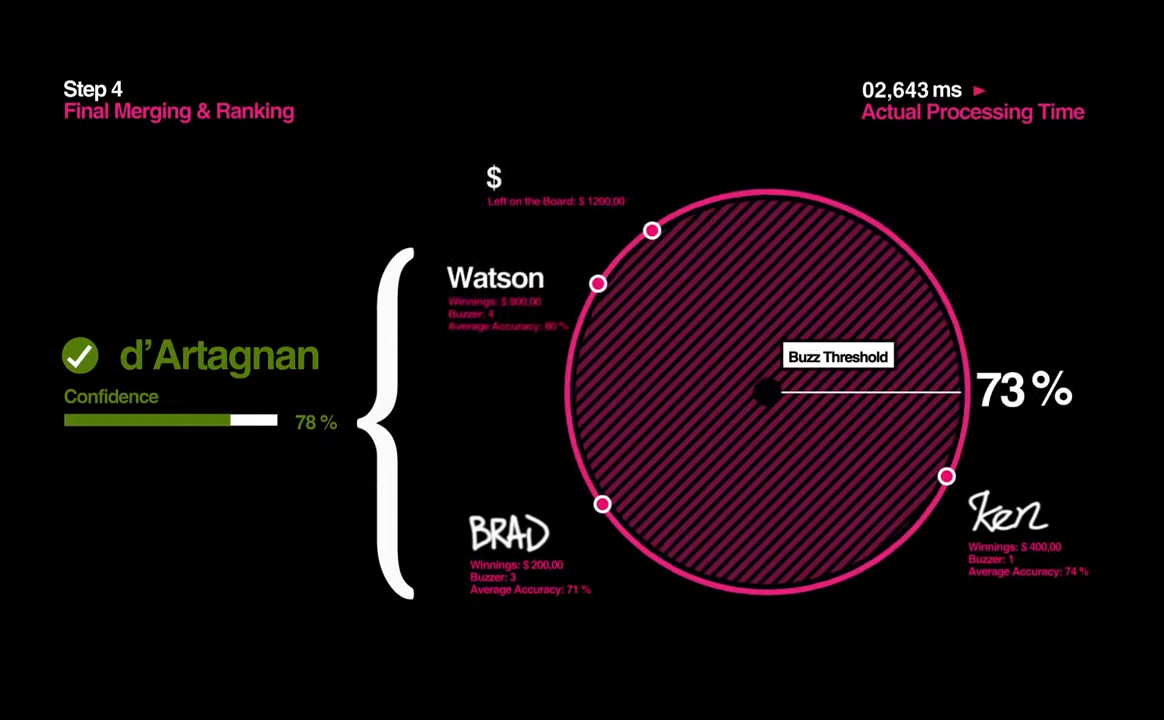 Step 4
Final Merging & Ranking
02,643 ms
Actual Processing Time
$
Left on the Board: $ 1200,00
Watson
Winnings: $ 800,00
Buzzer: 4
Average Accuracy: 80 %
Buzz Threshold
73 %
d’Artagnan
Confidence
78 %
BRAD
Winnings: $ 200,00
Buzzer: 3
Average Accuracy: 71 %
Ken
Winnings: $ 400,00
Buzzer: 1
Average Accuracy: 74 %